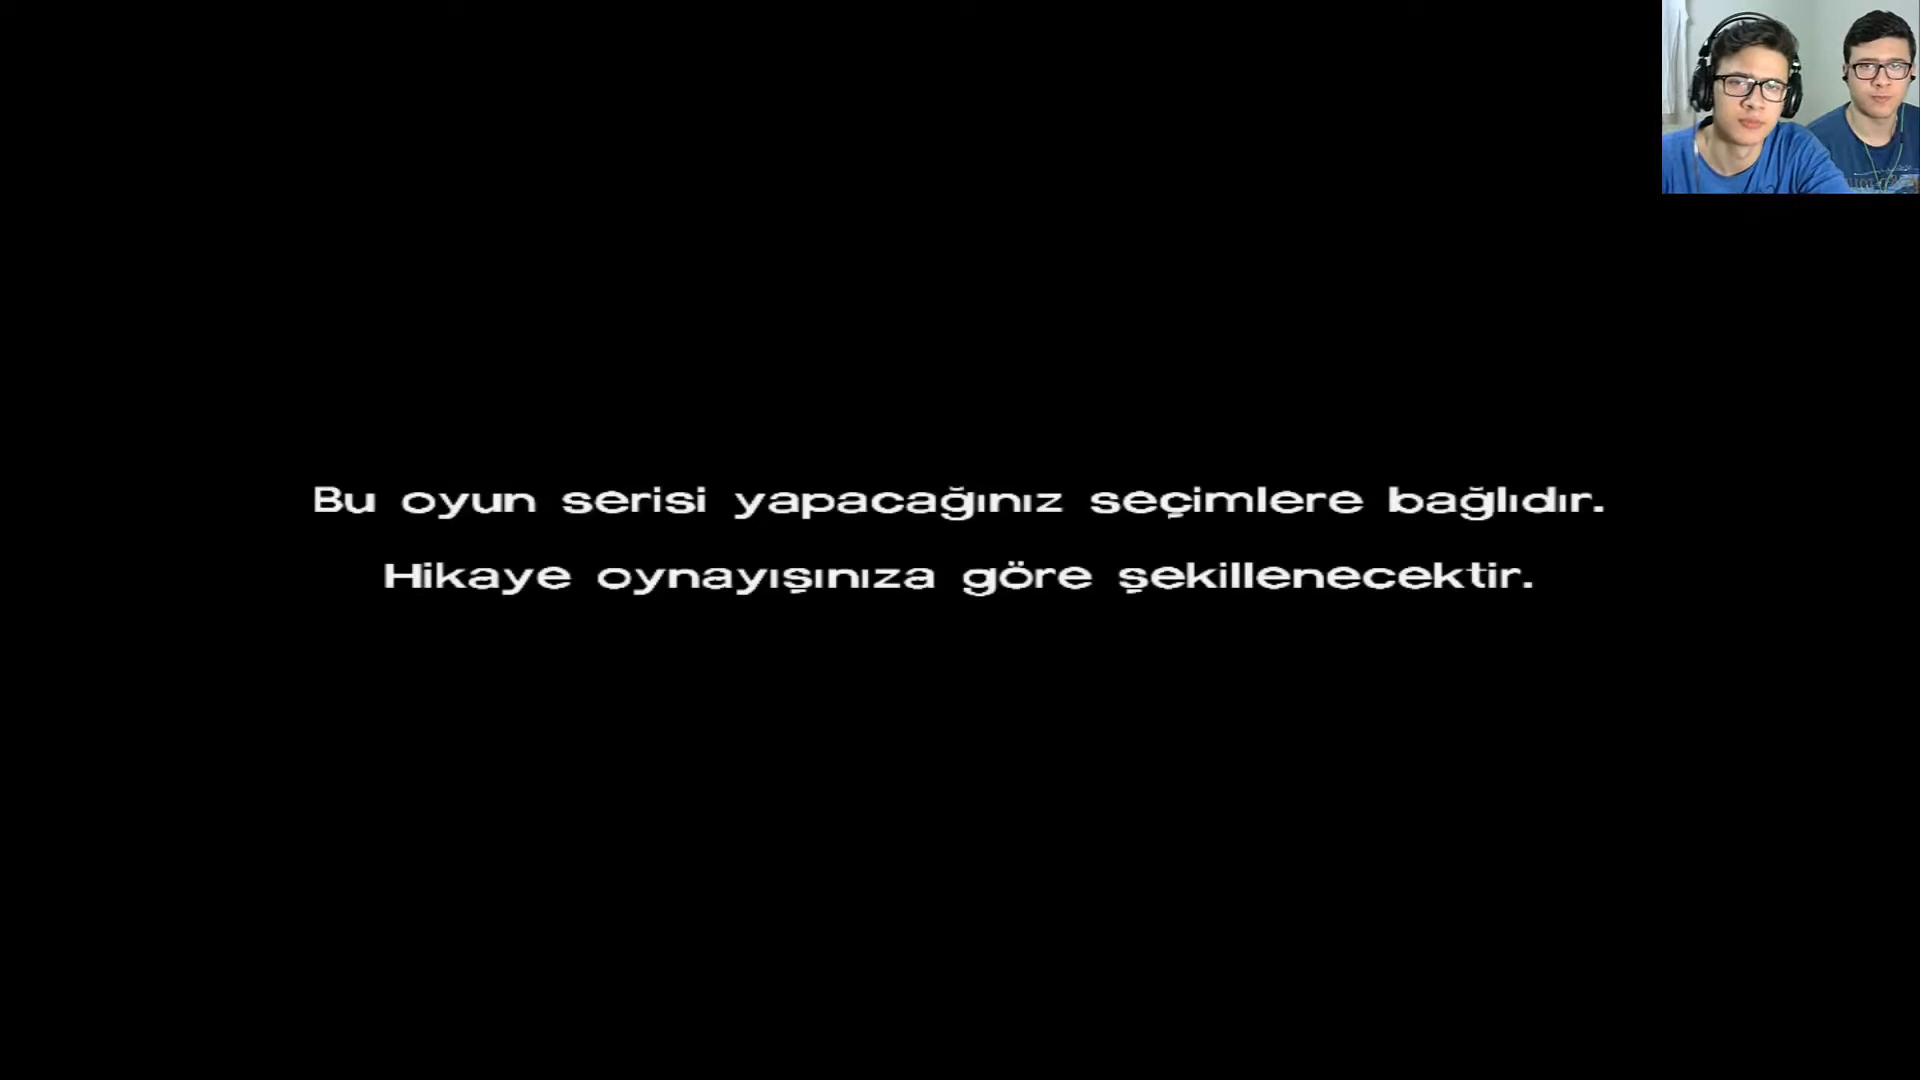 Bu oyun serisi yapacağınız seçimlere bağlıdır.
Hikaye oynayışınıza göre şekillenecektir.